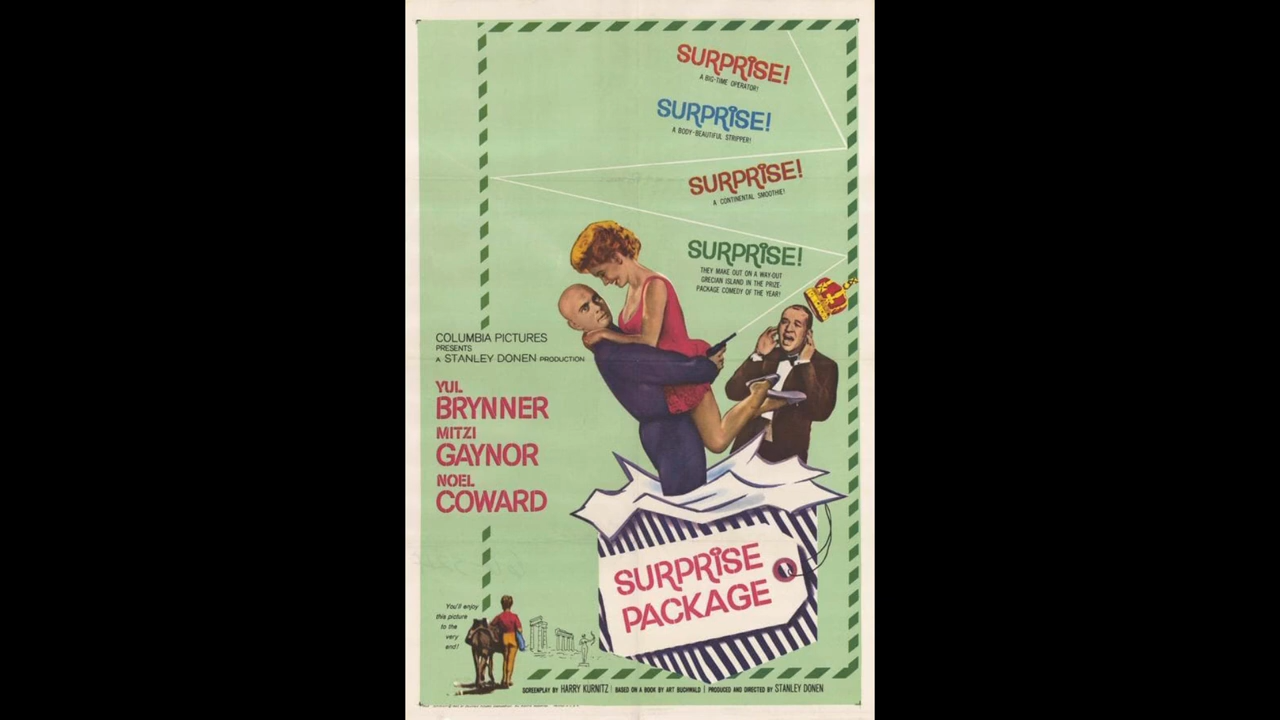 SURPRISE!
A BIG-TIME OPERATOR!
SURPRISE!
A BODY-BEAUTIFUL STRIPPER!
SURPRISE!
A CONTINENTAL SMOOTHIE!
SURPRISE!
THEY MAKE OUT ON A WAY-OUT
GRECIAN ISLAND IN THE PRIZE-
PACKAGE COMEDY OF THE YEAR!
COLUMBIA PICTURES
PRESENTS
A STANLEY DONEN PRODUCTION
YUL
BRYNNER
MITZI
GAYNOR
NOEL
COWARD
SURPRISE
PACKAGE
You'll enjoy
this picture
to the
very
end!
SCREENPLAY BY HARRY KURNITZ | BASED ON A BOOK BY ART BUCHWALD | PRODUCED AND DIRECTED BY STANLEY DONEN